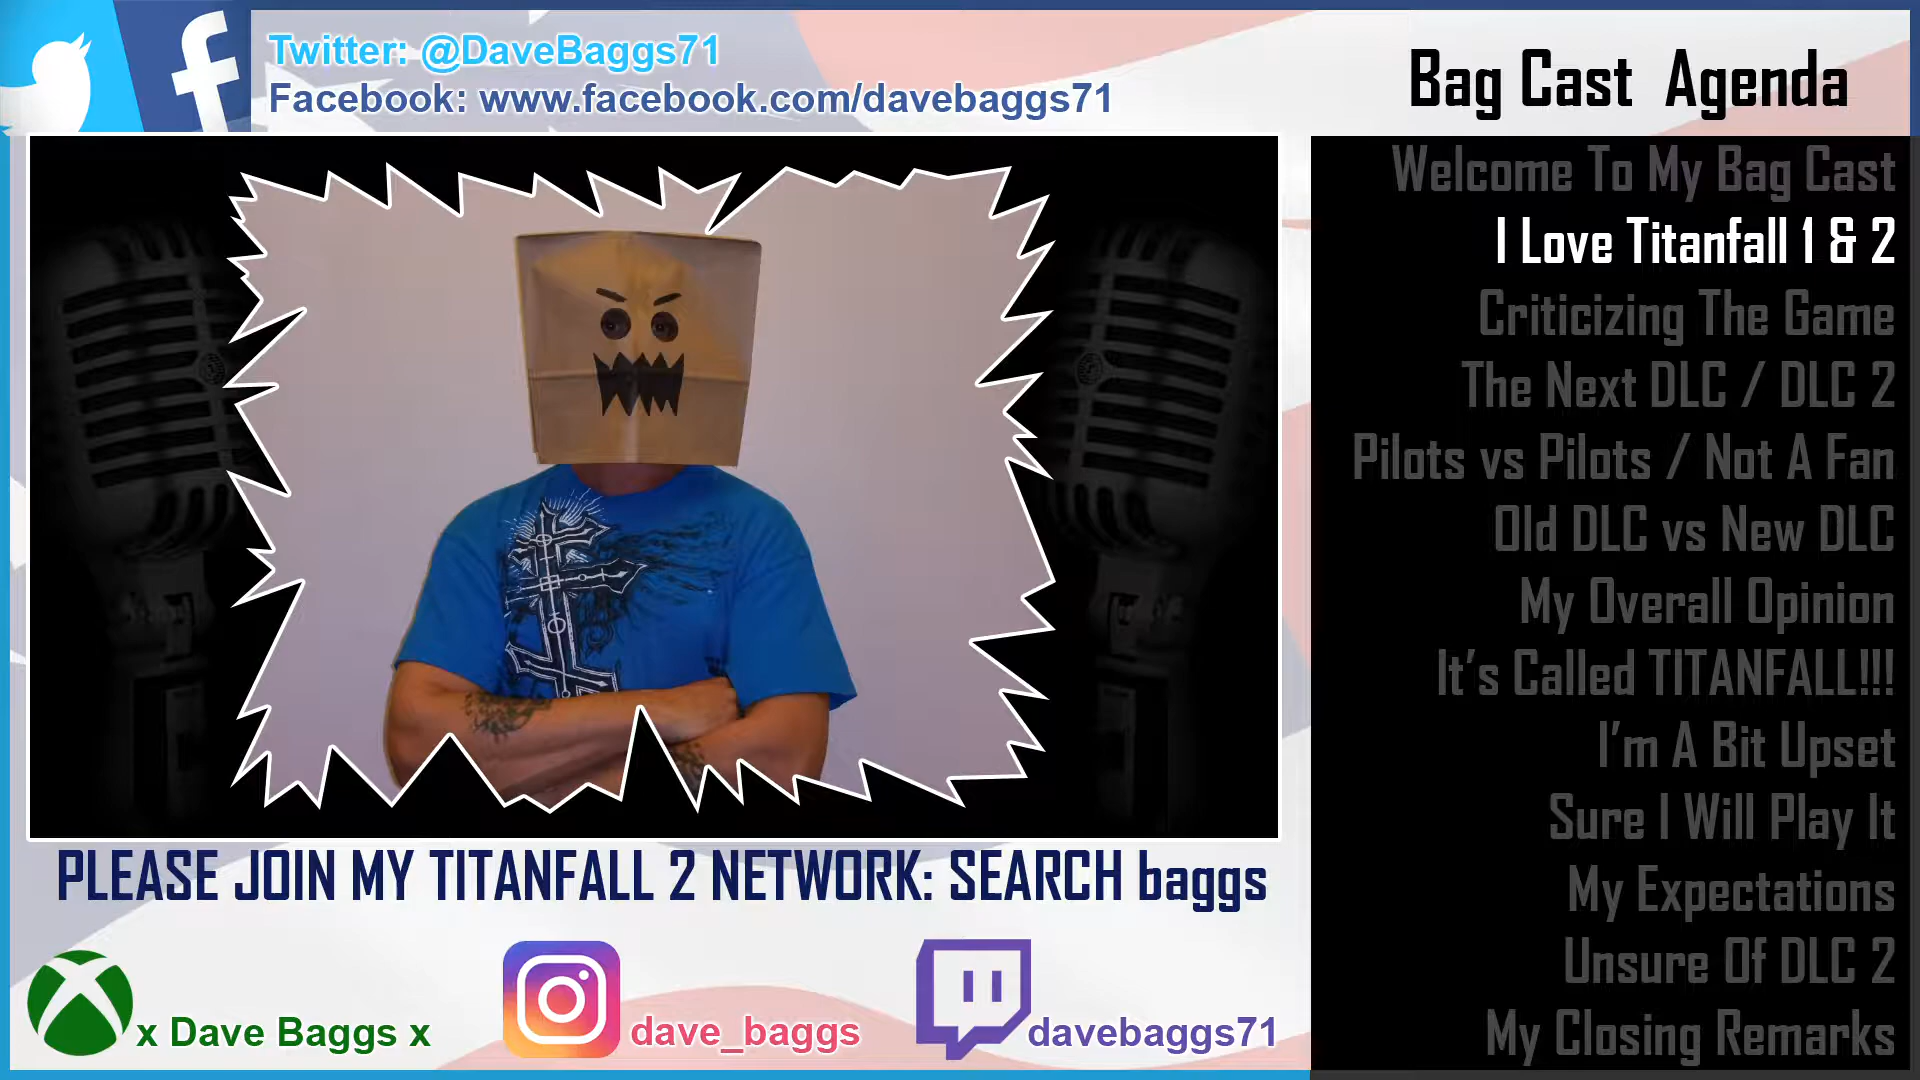 Twitter: @DaveBaggs71
Facebook: www.facebook.com/davebaggs71
Bag Cast Agenda
Welcome To My Bag Cast
I Love Titanfall 1 & 2
Criticizing The Game
The Next DLC / DLC 2
Pilots vs Pilots / Not A Fan
Old DLC vs New DLC
My Overall Opinion
It's Called TITANFALL!!!
I'm A Bit Upset
Sure I Will Play It
My Expectations
Unsure Of DLC 2
My Closing Remarks
PLEASE JOIN MY TITANFALL 2 NETWORK: SEARCH baggs
x Dave Baggs x
dave_baggs
davebaggs71